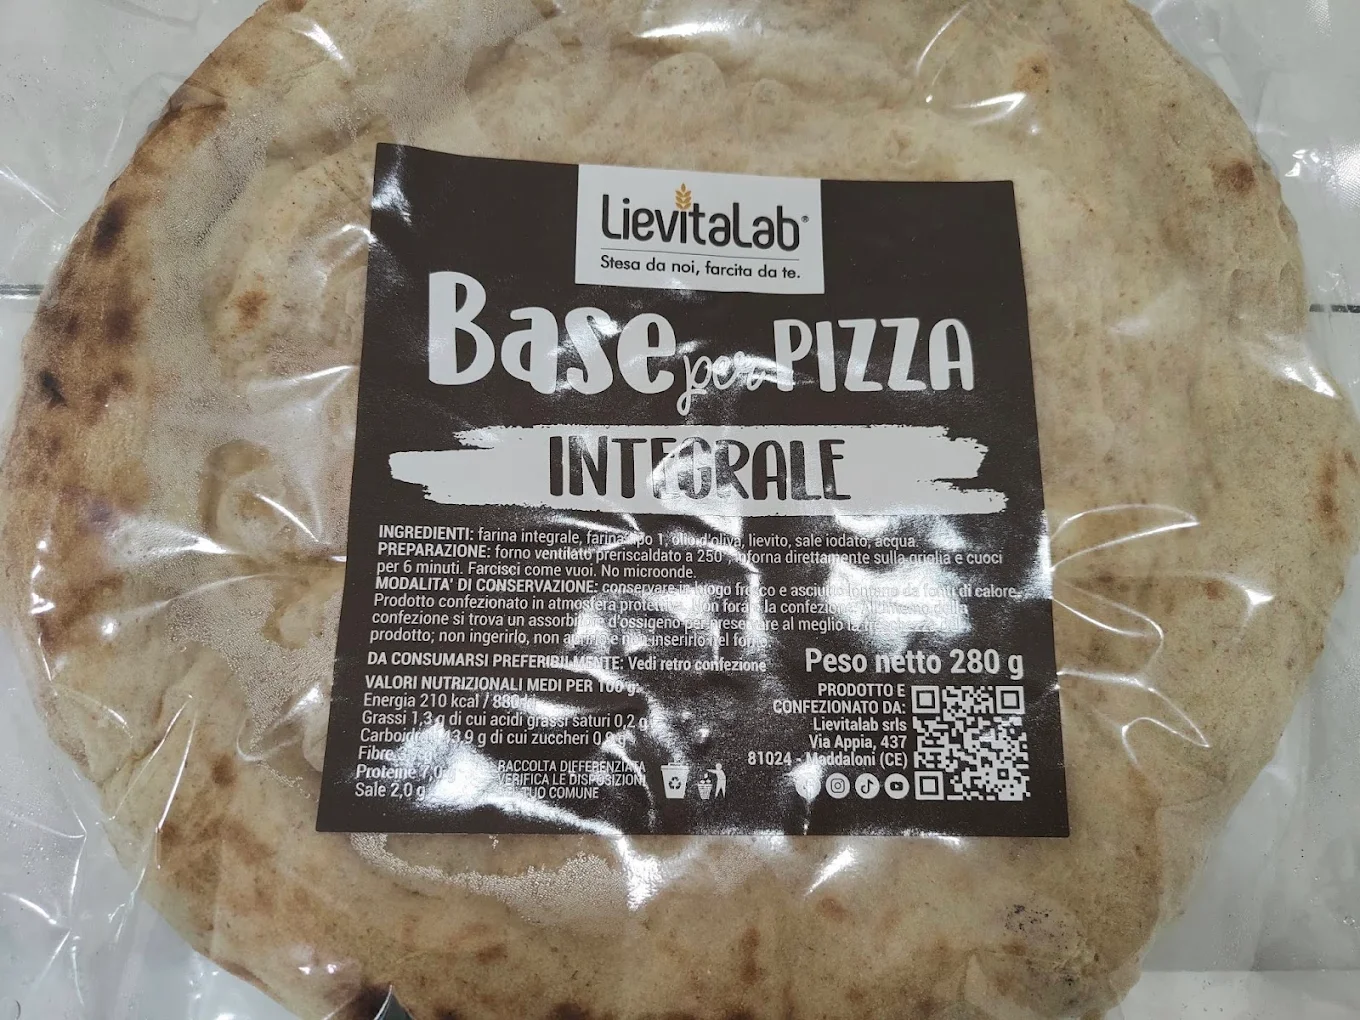 LievitaLab®
Stesa da noi, farcita da te.
Base per PIZZA
INTEGRALE
INGREDIENTI: farina integrale, farina tipo 1, olio d'oliva, lievito, sale iodato, acqua.
PREPARAZIONE: forno ventilato preriscaldato a 250° inforna direttamente sulla griglia e cuoci
per 6 minuti. Farcisci come vuoi. No microonde.
MODALITA' DI CONSERVAZIONE: conservare in luogo fresco e asciutto lontano da fonti di calore.
Prodotto confezionato in atmosfera protettiva. Non forare la confezione. All'interno della
confezione si trova un assorbitore d'ossigeno per preservare al meglio la del
prodotto; non ingerirlo, non aprirlo e non inserirlo nel forno.
DA CONSUMARSI PREFERIBILMENTE: Vedi retro confezione
Peso netto 280 g
VALORI NUTRIZIONALI MEDI PER 100 g:
Energia 210 kcal / 880 kj
Grassi 1,3 g di cui acidi grassi saturi 0,2 g
Carboidrati 43,9 g di cui zuccheri g
Fibre
Proteine 7,0
Sale 2,0 g
RACCOLTA DIFFERENZIATA
VERIFICA LE DISPOSIZIONI
DEL TUO COMUNE
PRODOTTO E
CONFEZIONATO DA:
Lievitalab srls
Via Appia, 437
81024 - Maddaloni (CE)